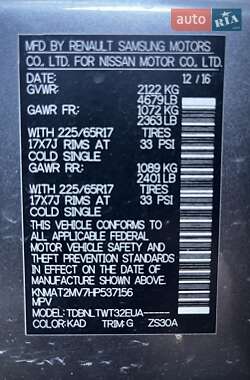 auto RIA
MFD BY RENAULT SAMSUNG MOTORS
CO., LTD. FOR NISSAN MOTOR CO., LTD.
DATE: 12/16
GVWR: 2122 KG
4679LB
GAWR FR: 1072 KG
2363LB
WITH 225/65R17 TIRES
17X7J RIMS AT 33 PSI
COLD SINGLE
GAWR RR: 1089 KG
2401LB
WITH 225/65R17 TIRES
17X7J RIMS AT 33 PSI
COLD SINGLE
THIS VEHICLE CONFORMS TO
ALL APPLICABLE FEDERAL
MOTOR VEHICLE SAFETY AND
THEFT PREVENTION STANDARDS
IN EFFECT ON THE DATE OF
MANUFACTURE SHOWN ABOVE.
KNMAT2MV7HP537156
MPV
MODEL: TDBNLTWT32EUA-----
COLOR: KAD TRIM: G ZS30A